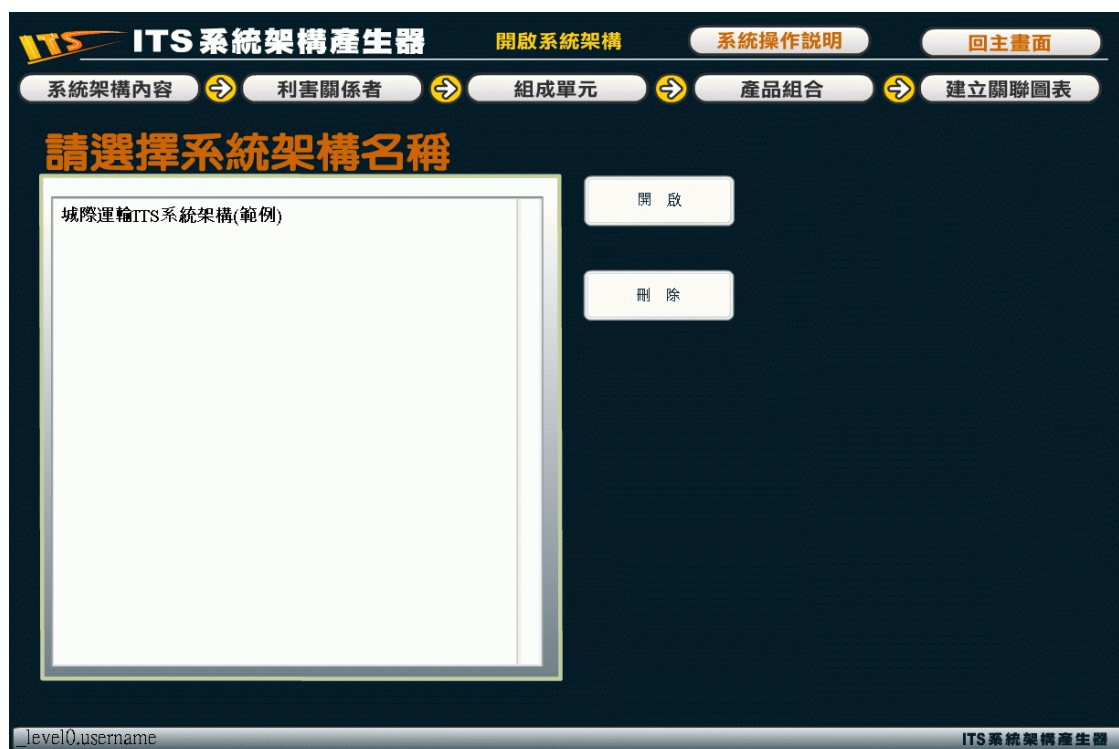 ITS ITS系統架構產生器 開啟系統架構 系統操作説明 回主畫面
系統架構內容 利害關係者 組成單元 產品組合 建立關聯圖表
請選擇系統架構名稱
城際運輸ITS系統架構(範例)
開 啟
刪 除
_level0.username ITS系統架構產生器